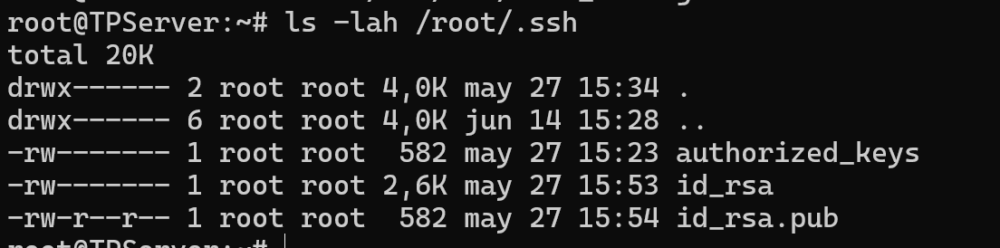 root@TPServer:~# ls -lah /root/.ssh
total 20K
drwx------ 2 root root 4,0K may 27 15:34 .
drwx------ 6 root root 4,0K jun 14 15:28 ..
-rw------- 1 root root  582 may 27 15:23 authorized_keys
-rw------- 1 root root 2,6K may 27 15:53 id_rsa
-rw-r--r-- 1 root root  582 may 27 15:54 id_rsa.pub
root@TPServer:~#